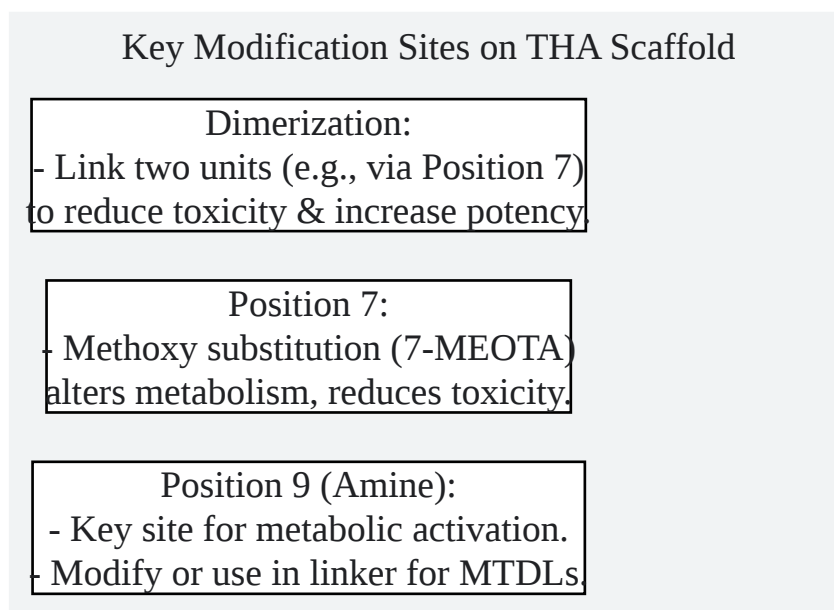 Key Modification Sites on THA Scaffold
Dimerization:
- Link two units (e.g., via Position 7)
to reduce toxicity & increase potency.
Position 7:
- Methoxy substitution (7-MEOTA)
alters metabolism, reduces toxicity.
Position 9 (Amine):
- Key site for metabolic activation.
- Modify or use in linker for MTDLs.